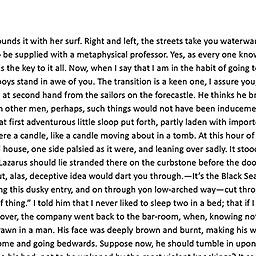 ounds it with her surf. Right and left, the streets take you waterwa
be supplied with a metaphysical professor. Yes, as every one know
s the key to it all. Now, when I say that I am in the habit of going t
boys stand in awe of you. The transition is a keen one, I assure you
at second hand from the sailors on the forecastle. He thinks he br
n other men, perhaps, such things would not have been induceme
at first adventurous little sloop put forth, partly laden with importe
ere a candle, like a candle moving about in a tomb. At this hour of
house, one side palsied as it were, and leaning over sadly. It stoo
Lazarus should lie stranded there on the curbstone before the doo
ut, alas, deceptive idea would dart you through.—It's the Black Sea
ng this dusky entry, and on through yon low-arched way—cut thro
f thing.” I told him that I never liked to sleep two in a bed; that if I
over, the company went back to the bar-room, when, knowing not
rawn in a man. His face was deeply brown and burnt, making his w
ome and going bedwards. Suppose now, he should tumble in upon